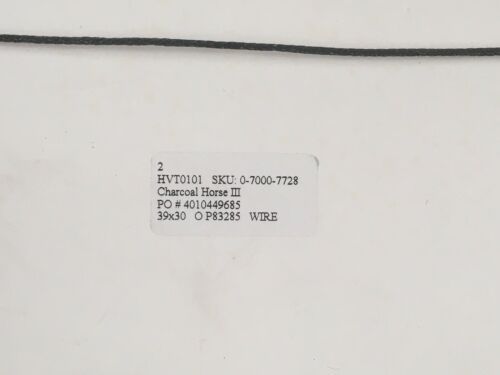 2
HVT0101 SKU: 0-7000-7728
Charcoal Horse III
PO # 4010449685
39x30 O P83285 WIRE